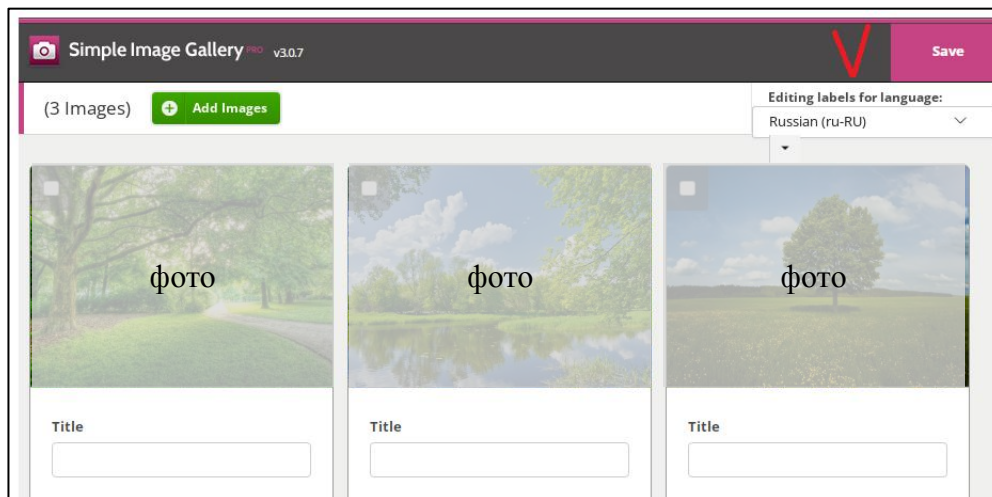 Simple Image Gallery PRO v3.0.7
Save
(3 Images)
Add Images
Editing labels for language:
Russian (ru-RU)
фото
фото
фото
Title
Title
Title